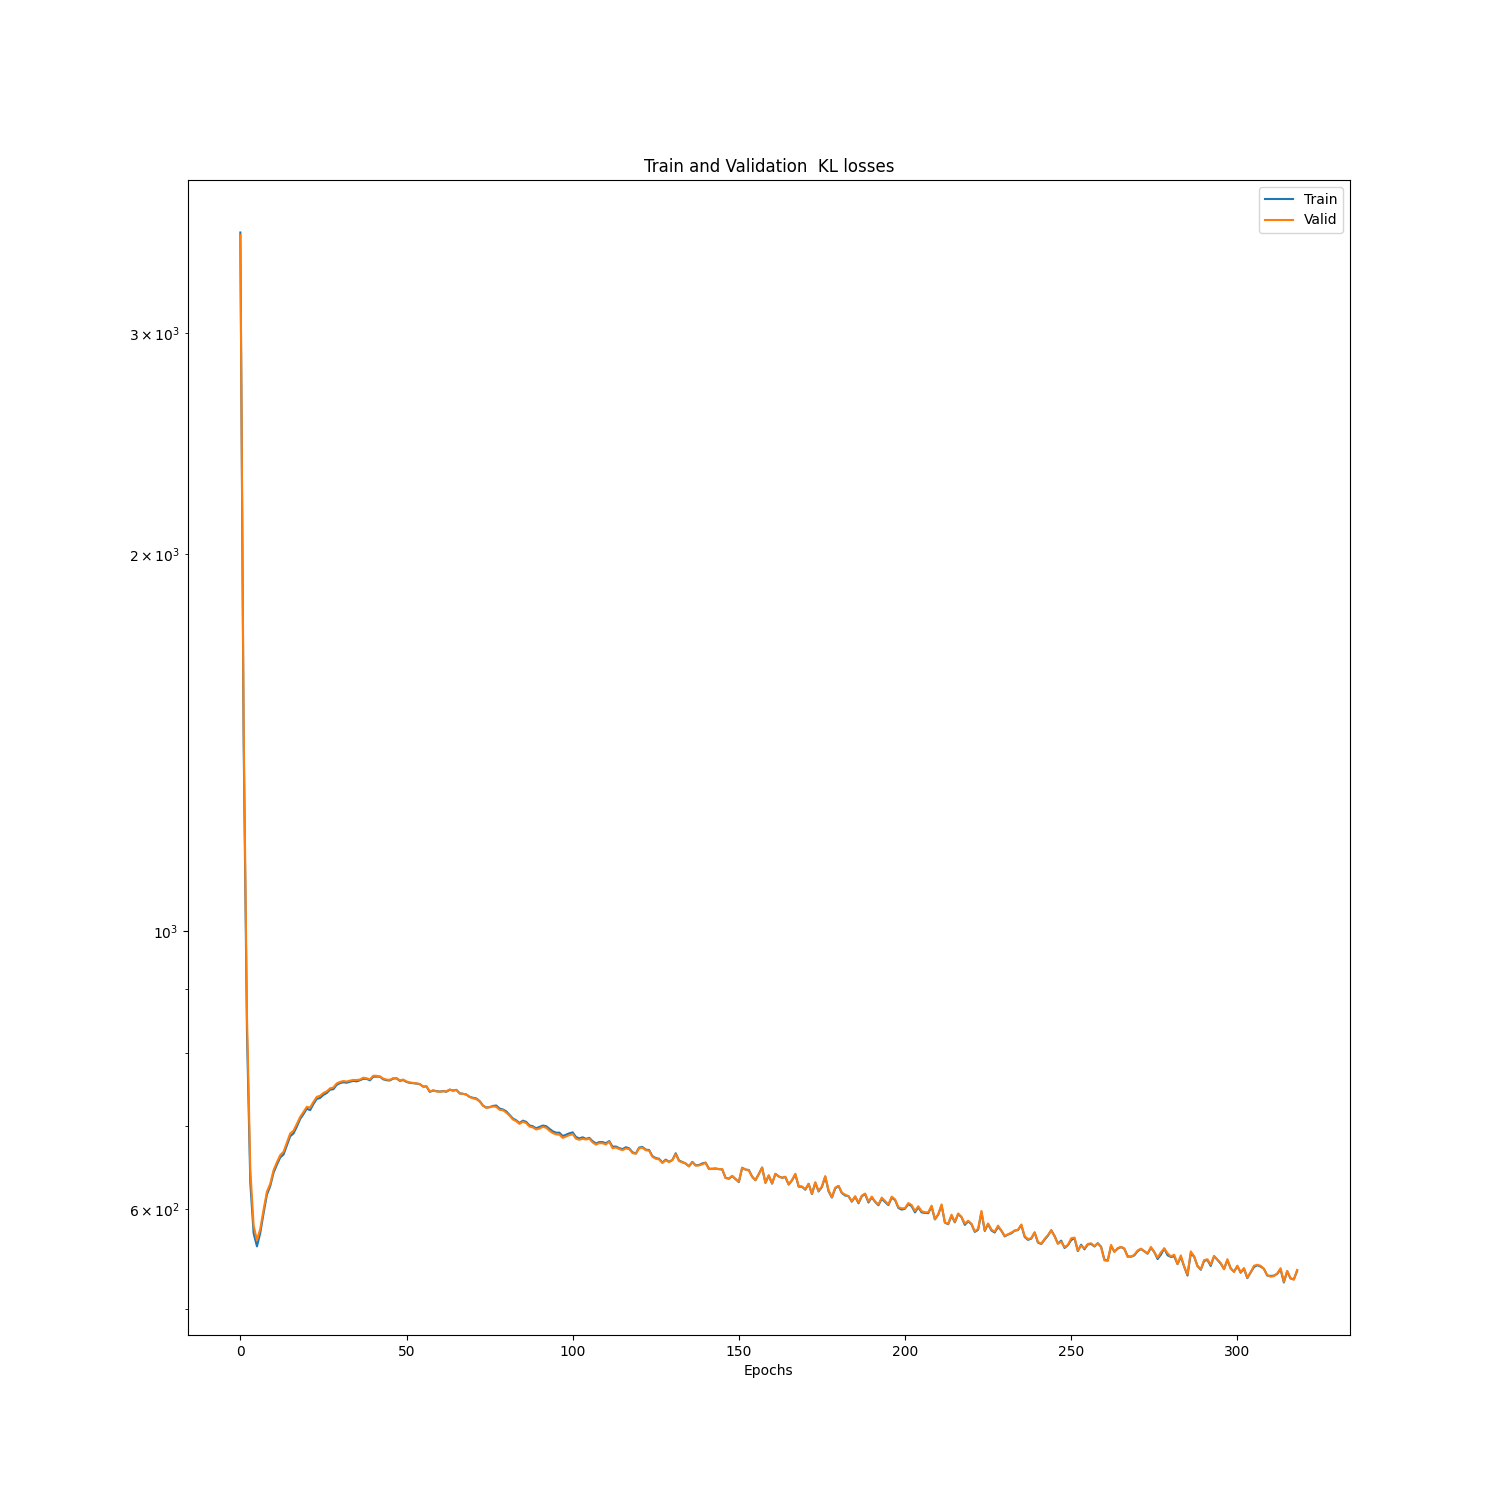 Train and Validation  KL losses
Train
Valid
3 × 10³
2 × 10³
10³
6 × 10²
0 50 100 150 200 250 300
Epochs